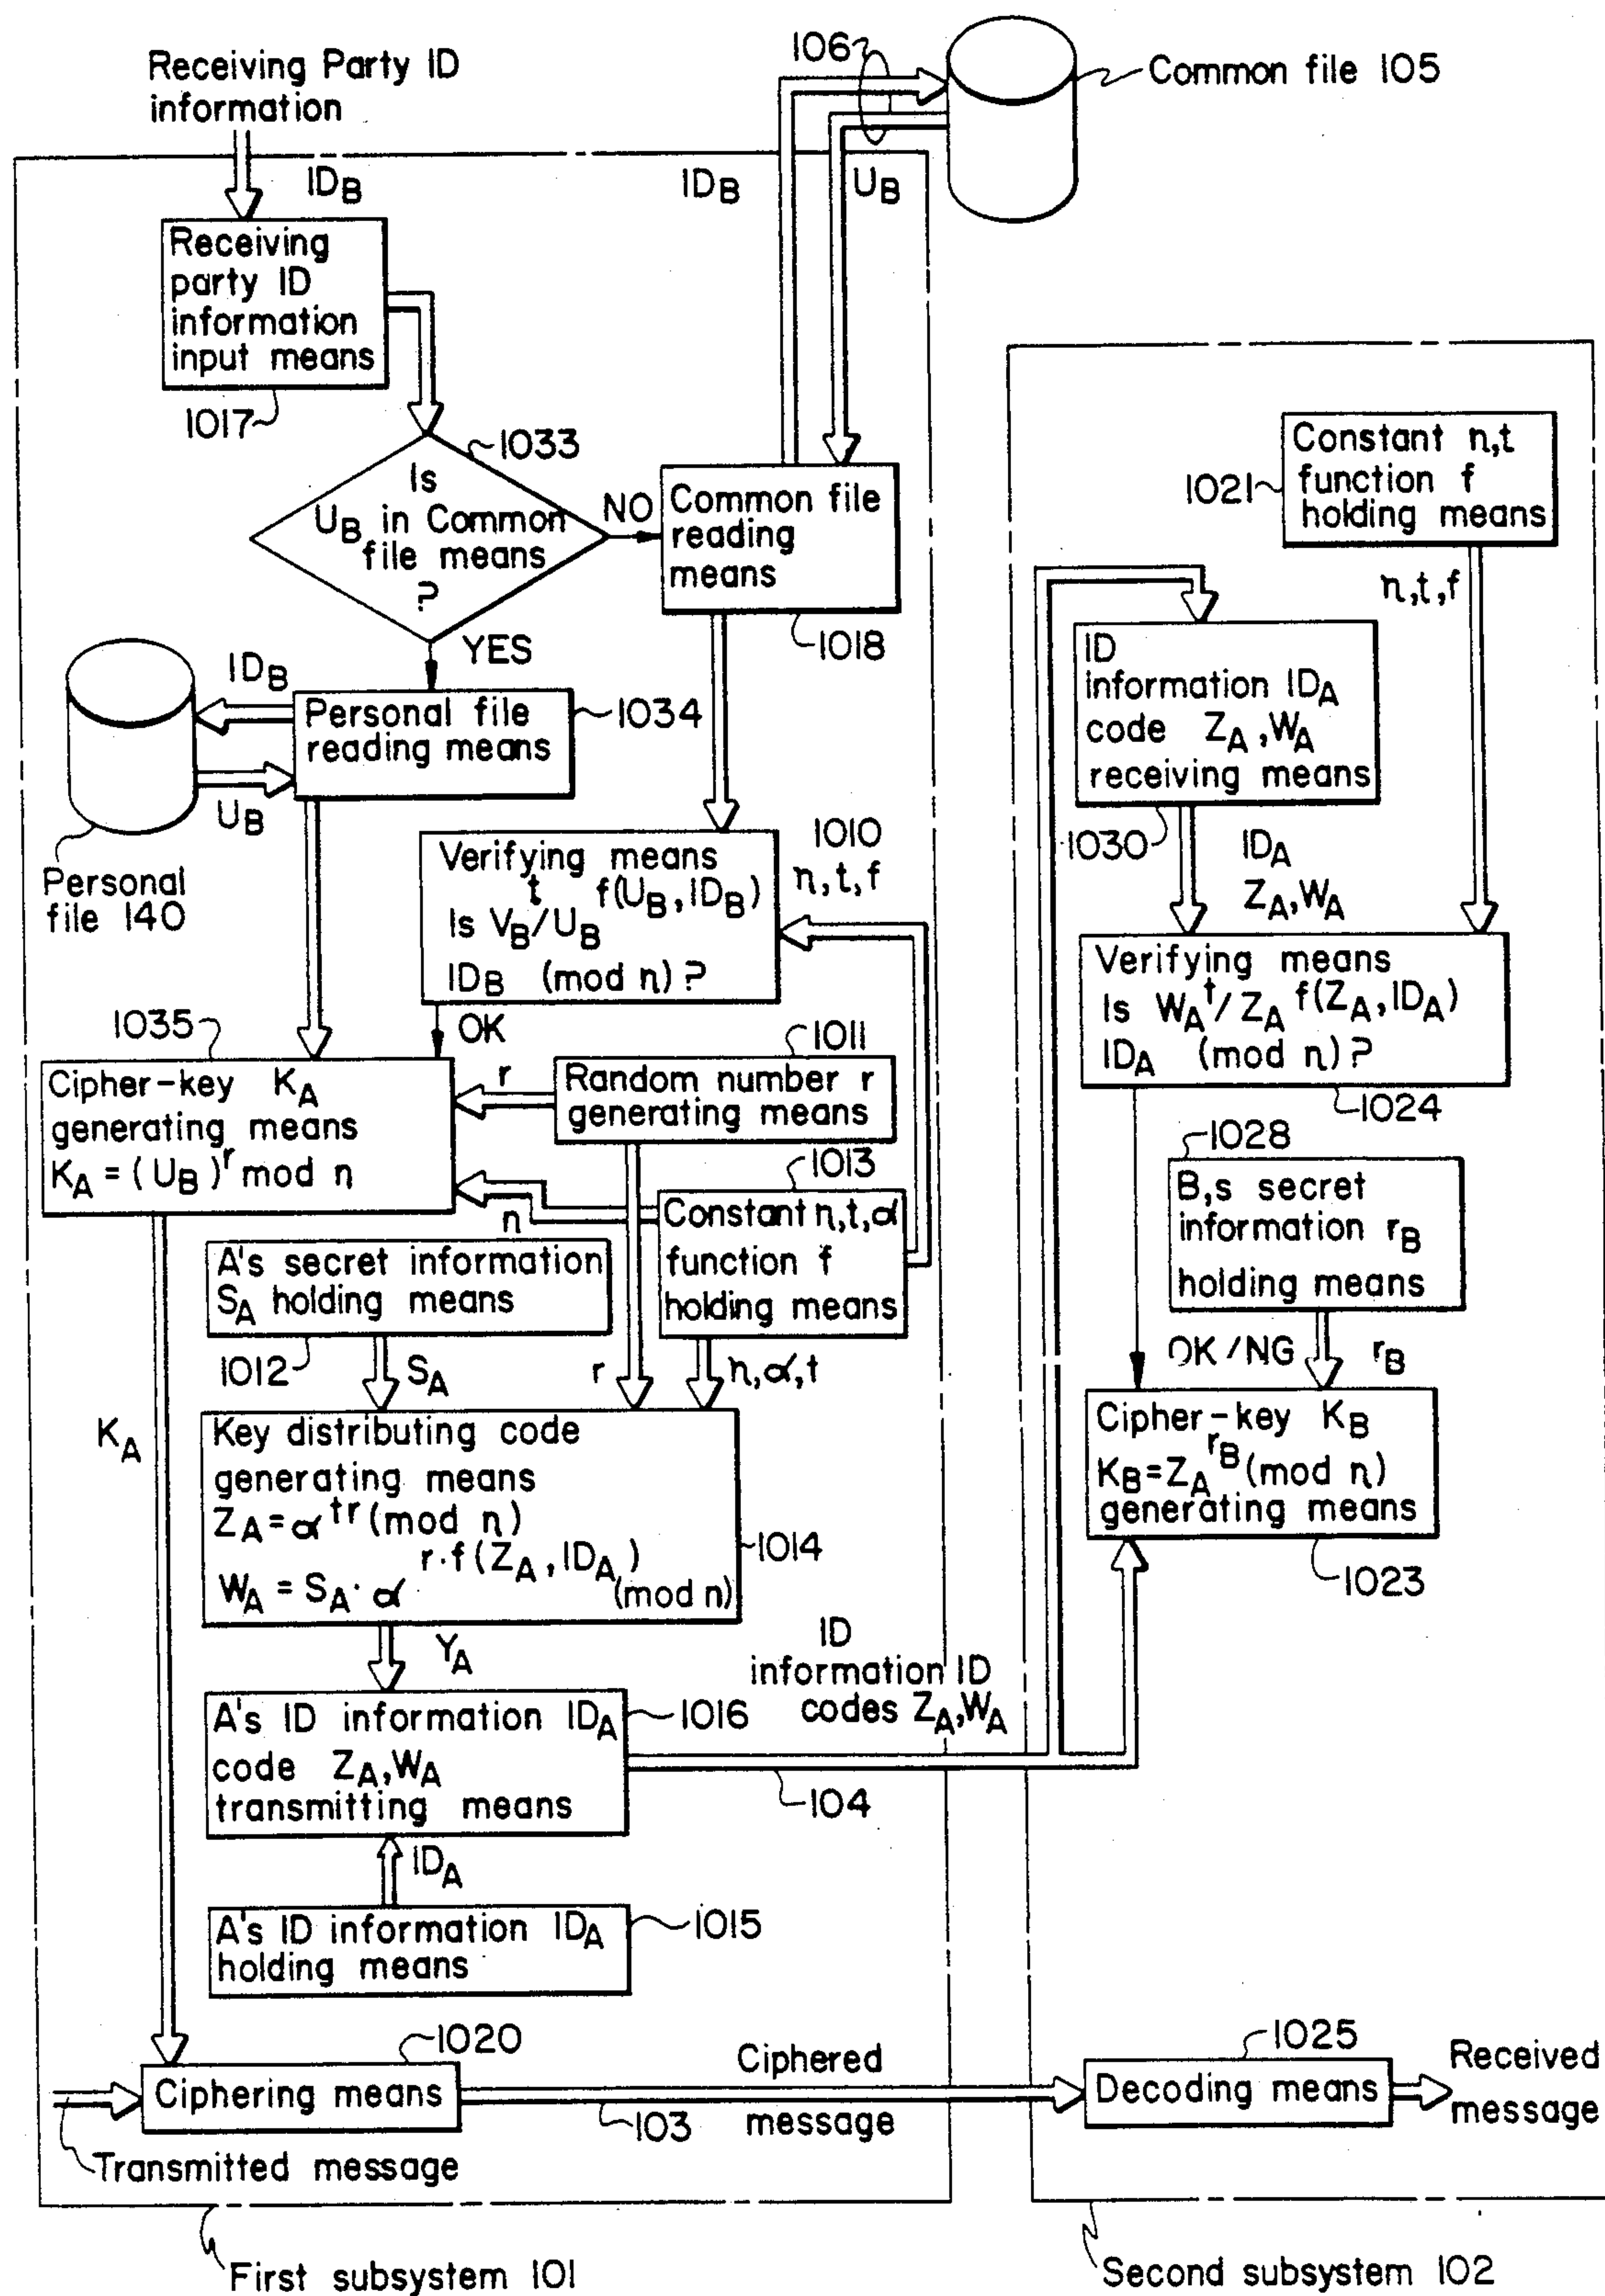 Receiving Party ID
information
106
Common file 105
IDB
IDB
UB
Receiving
party ID
information
input means
1017
1033
Is
UB in Common
file means
?
NO
YES
Common file
reading
means
1018
Constant n,t
function f
holding means
1021
n,t,f
ID
information IDA
code ZA,WA
receiving means
1030
IDA
ZA,WA
IDB
UB
Personal file
reading means
1034
Personal
file 140
Verifying means
t f(UB,IDB)
Is VB/UB
IDB (mod n)?
1010
n,t,f
OK
Verifying means
Is WAt/ZA f(ZA,IDA)
IDA (mod n)?
1024
1035
Cipher-key KA
generating means
KA=(UB)r mod n
r
1011
Random number r
generating means
1013
Constant n,t,α
function f
holding means
n
1028
B,s secret
information rB
holding means
A's secret information
SA holding means
1012
SA
r
n,α,t
OK/NG
rB
KA
Key distributing code
generating means
ZA=αtr(mod n)
r·f(ZA,IDA)
WA=SA·α (mod n)
1014
Cipher-key KB
rB
KB=ZA (mod n)
generating means
1023
YA
ID
information ID
codes ZA,WA
A's ID information IDA
code ZA,WA
transmitting means
1016
104
IDA
A's ID information IDA
holding means
1015
1020
Ciphering means
Transmitted message
Ciphered
message
103
1025
Decoding means
Received
message
First subsystem 101
Second subsystem 102